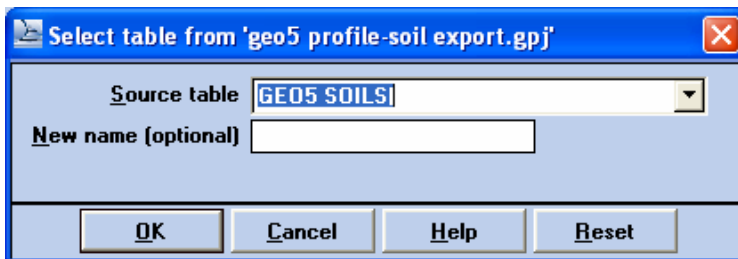 Select table from 'geo5 profile-soil export.gpj'
Source table GEO5 SOILS
New name (optional)
OK Cancel Help Reset